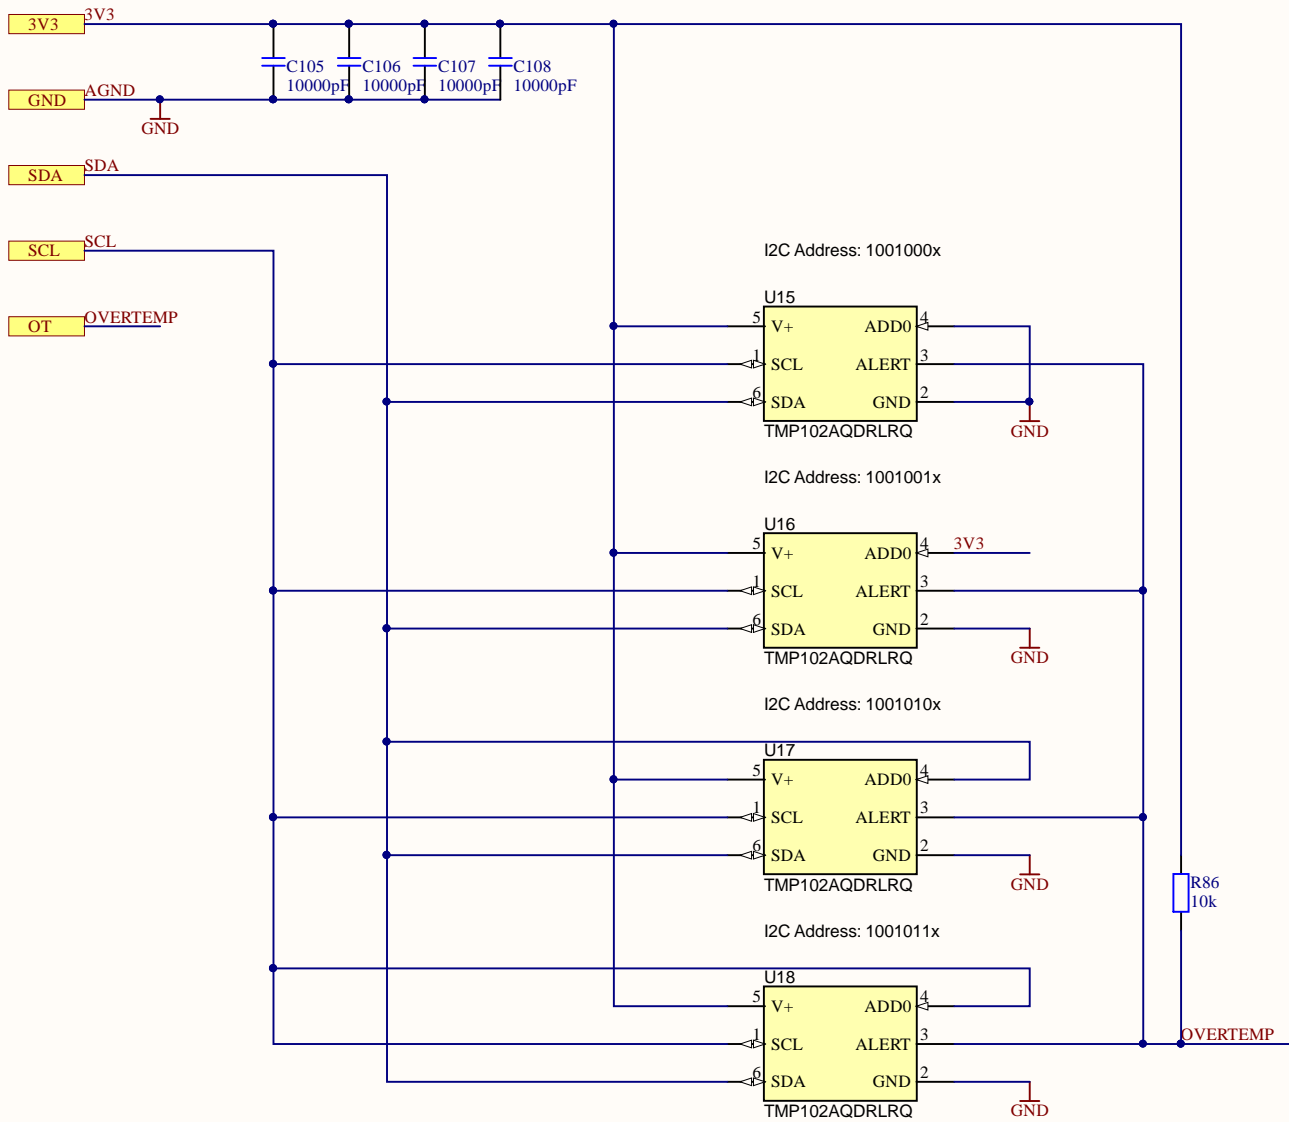 3V3 3V3
C105 C106 C107 C108
10000pF 10000pF 10000pF 10000pF
GND AGND
GND
SDA SDA
SCL SCL
I2C Address: 1001000x
U15
OT OVERTEMP
5 V+ ADD0 4
1 SCL ALERT 3
6 SDA GND 2
TMP102AQDRLRQ GND
I2C Address: 1001001x
U16
5 V+ ADD0 4 3V3
1 SCL ALERT 3
6 SDA GND 2
TMP102AQDRLRQ GND
I2C Address: 1001010x
U17
5 V+ ADD0 4
1 SCL ALERT 3
6 SDA GND 2
TMP102AQDRLRQ GND
R86
10k
I2C Address: 1001011x
U18
5 V+ ADD0 4
1 SCL ALERT 3 OVERTEMP
6 SDA GND 2
TMP102AQDRLRQ GND